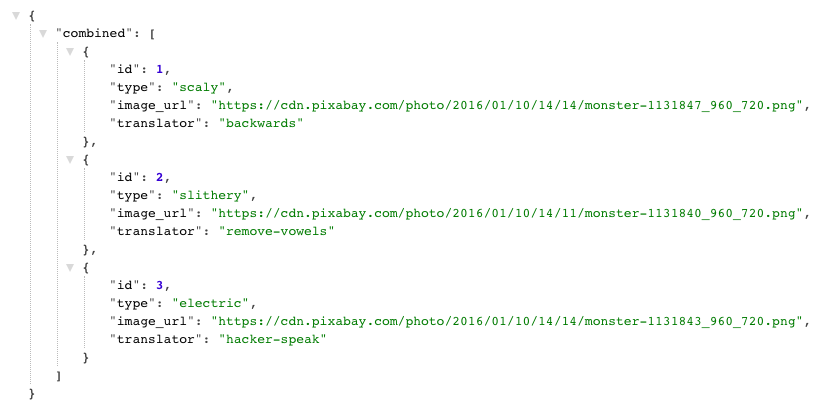 {
"combined": [
{
"id": 1,
"type": "scaly",
"image_url": "https://cdn.pixabay.com/photo/2016/01/10/14/14/monster-1131847_960_720.png",
"translator": "backwards"
},
{
"id": 2,
"type": "slithery",
"image_url": "https://cdn.pixabay.com/photo/2016/01/10/14/11/monster-1131840_960_720.png",
"translator": "remove-vowels"
},
{
"id": 3,
"type": "electric",
"image_url": "https://cdn.pixabay.com/photo/2016/01/10/14/14/monster-1131843_960_720.png",
"translator": "hacker-speak"
}
]
}